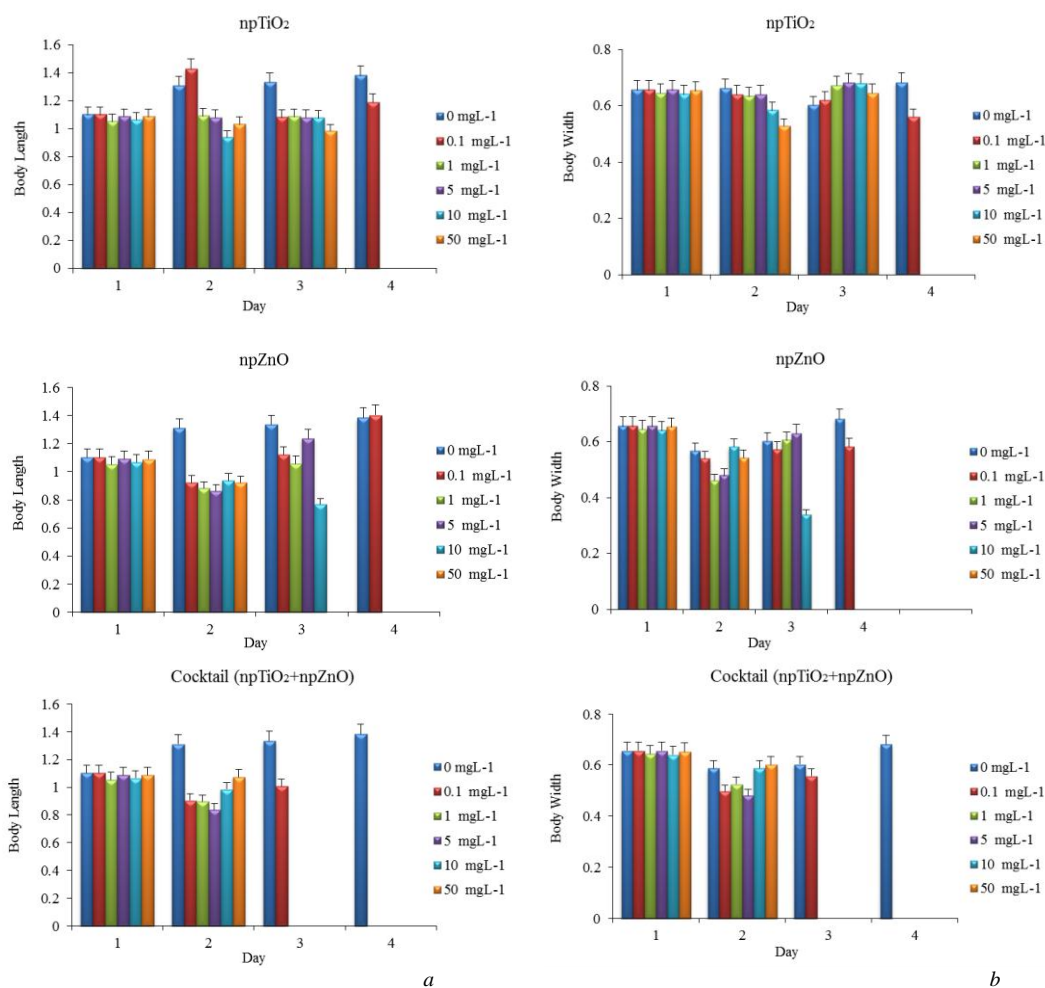 npTiO₂
Body Length
1.6
1.4
1.2
1
0.8
0.6
0.4
0.2
0
1 2 3 4
Day
0 mgL-1
0.1 mgL-1
1 mgL-1
5 mgL-1
10 mgL-1
50 mgL-1
npTiO₂
Body Width
0.8
0.6
0.4
0.2
0
1 2 3 4
Day
0 mgL-1
0.1 mgL-1
1 mgL-1
5 mgL-1
10 mgL-1
50 mgL-1
npZnO
Body Length
1.6
1.4
1.2
1
0.8
0.6
0.4
0.2
0
1 2 3 4
Day
0 mgL-1
0.1 mgL-1
1 mgL-1
5 mgL-1
10 mgL-1
50 mgL-1
npZnO
Body Width
0.8
0.6
0.4
0.2
0
1 2 3 4
Day
0 mgL-1
0.1 mgL-1
1 mgL-1
5 mgL-1
10 mgL-1
50 mgL-1
Cocktail (npTiO₂+npZnO)
Body Length
1.6
1.4
1.2
1
0.8
0.6
0.4
0.2
0
1 2 3 4
Day
0 mgL-1
0.1 mgL-1
1 mgL-1
5 mgL-1
10 mgL-1
50 mgL-1
a
Cocktail (npTiO₂+npZnO)
Body Width
0.8
0.6
0.4
0.2
0
1 2 3 4
Day
0 mgL-1
0.1 mgL-1
1 mgL-1
5 mgL-1
10 mgL-1
50 mgL-1
b